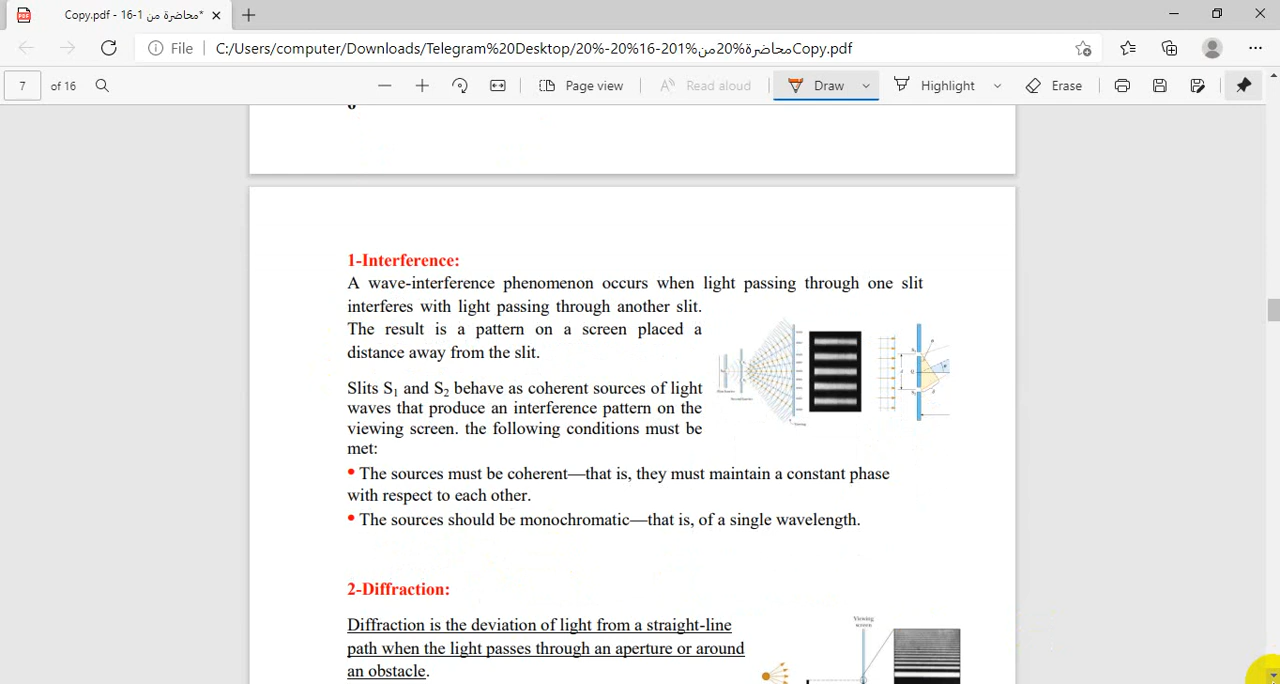 محاضرة من 1-16 - Copy.pdf*
File
C:/Users/computer/Downloads/Telegram%20Desktop/20%-20%16-201%محاضرة%20منCopy.pdf
7 of 16
Page view
Read aloud
Draw
Highlight
Erase
1-Interference:
A wave-interference phenomenon occurs when light passing through one slit
interferes with light passing through another slit.
The result is a pattern on a screen placed a
distance away from the slit.
Slits S1 and S2 behave as coherent sources of light
waves that produce an interference pattern on the
viewing screen. the following conditions must be
met:
• The sources must be coherent—that is, they must maintain a constant phase
with respect to each other.
• The sources should be monochromatic—that is, of a single wavelength.
2-Diffraction:
Diffraction is the deviation of light from a straight-line
path when the light passes through an aperture or around
an obstacle.
Viewing
screen